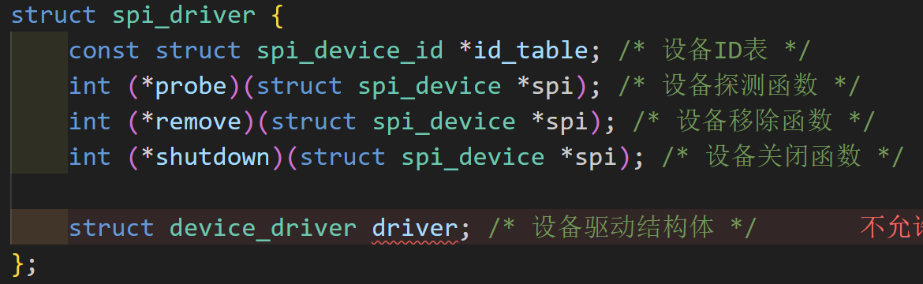 struct spi_driver {
const struct spi_device_id *id_table; /* 设备ID表 */
int (*probe)(struct spi_device *spi); /* 设备探测函数 */
int (*remove)(struct spi_device *spi); /* 设备移除函数 */
int (*shutdown)(struct spi_device *spi); /* 设备关闭函数 */
struct device_driver driver; /* 设备驱动结构体 */ 不允
};